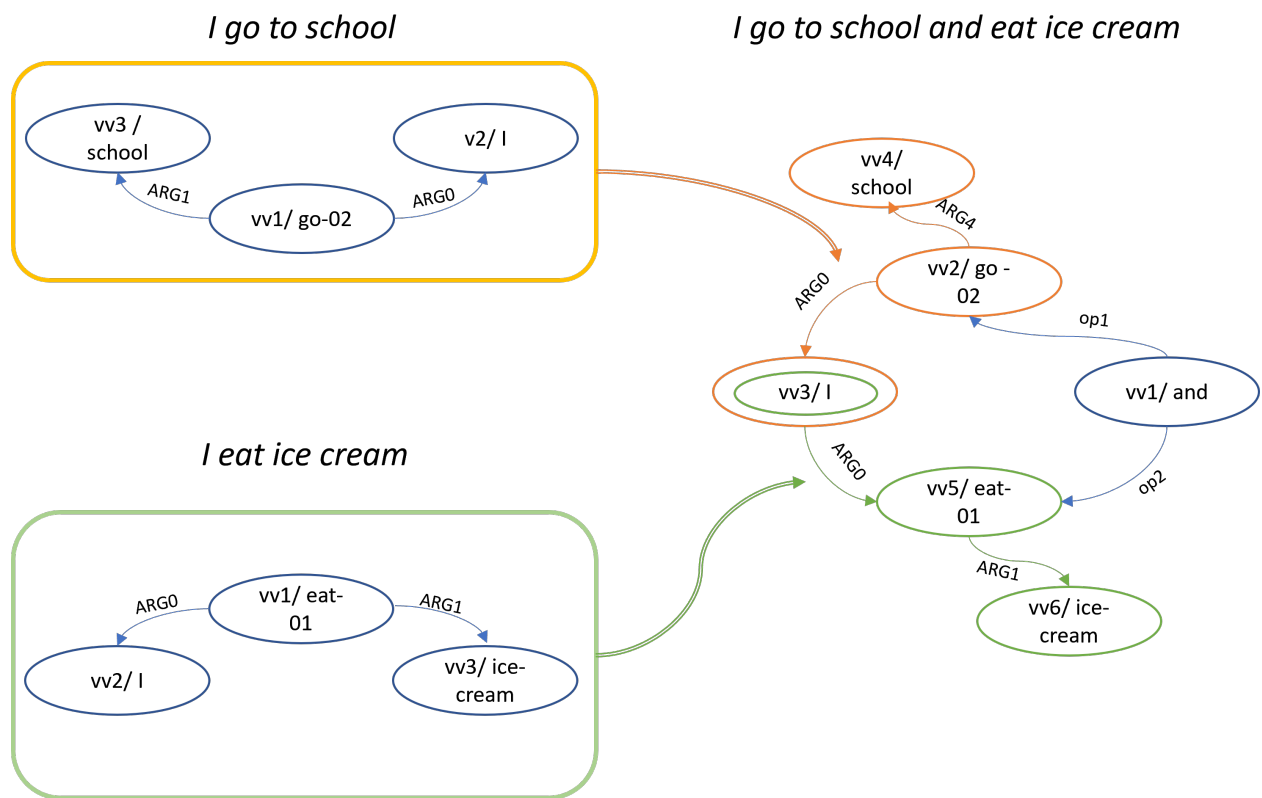 I go to school
I go to school and eat ice cream
vv3 /
school
v2/ I
ARG1
ARG0
vv1/ go-02
vv4/
school
ARG4
vv2/ go -
02
ARG0
op1
vv3/ I
vv1/ and
I eat ice cream
ARG0
op2
vv5/ eat-
01
ARG1
vv1/ eat-
01
ARG0
ARG1
vv2/ I
vv3/ ice-
cream
vv6/ ice-
cream